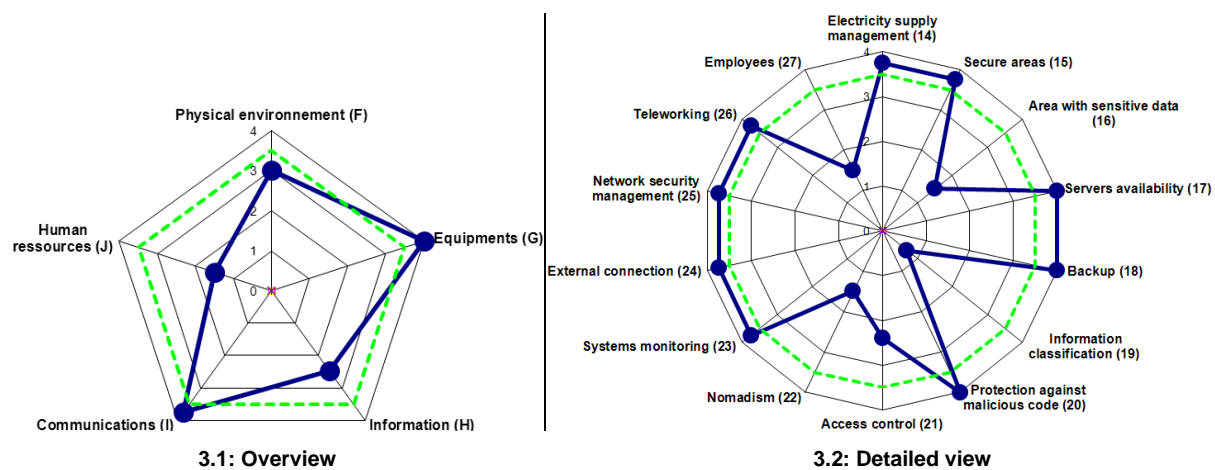 Physical environnement (F)
4
3
2
1
0
Equipments (G)
Information (H)
Communications (I)
Human
ressources (J)
3.1: Overview
Electricity supply
management (14)
4
3
2
1
0
Secure areas (15)
Area with sensitive data
(16)
Servers availability (17)
Backup (18)
Information
classification (19)
Protection against
malicious code (20)
Access control (21)
Nomadism (22)
Systems monitoring (23)
External connection (24)
Network security
management (25)
Teleworking (26)
Employees (27)
3.2: Detailed view